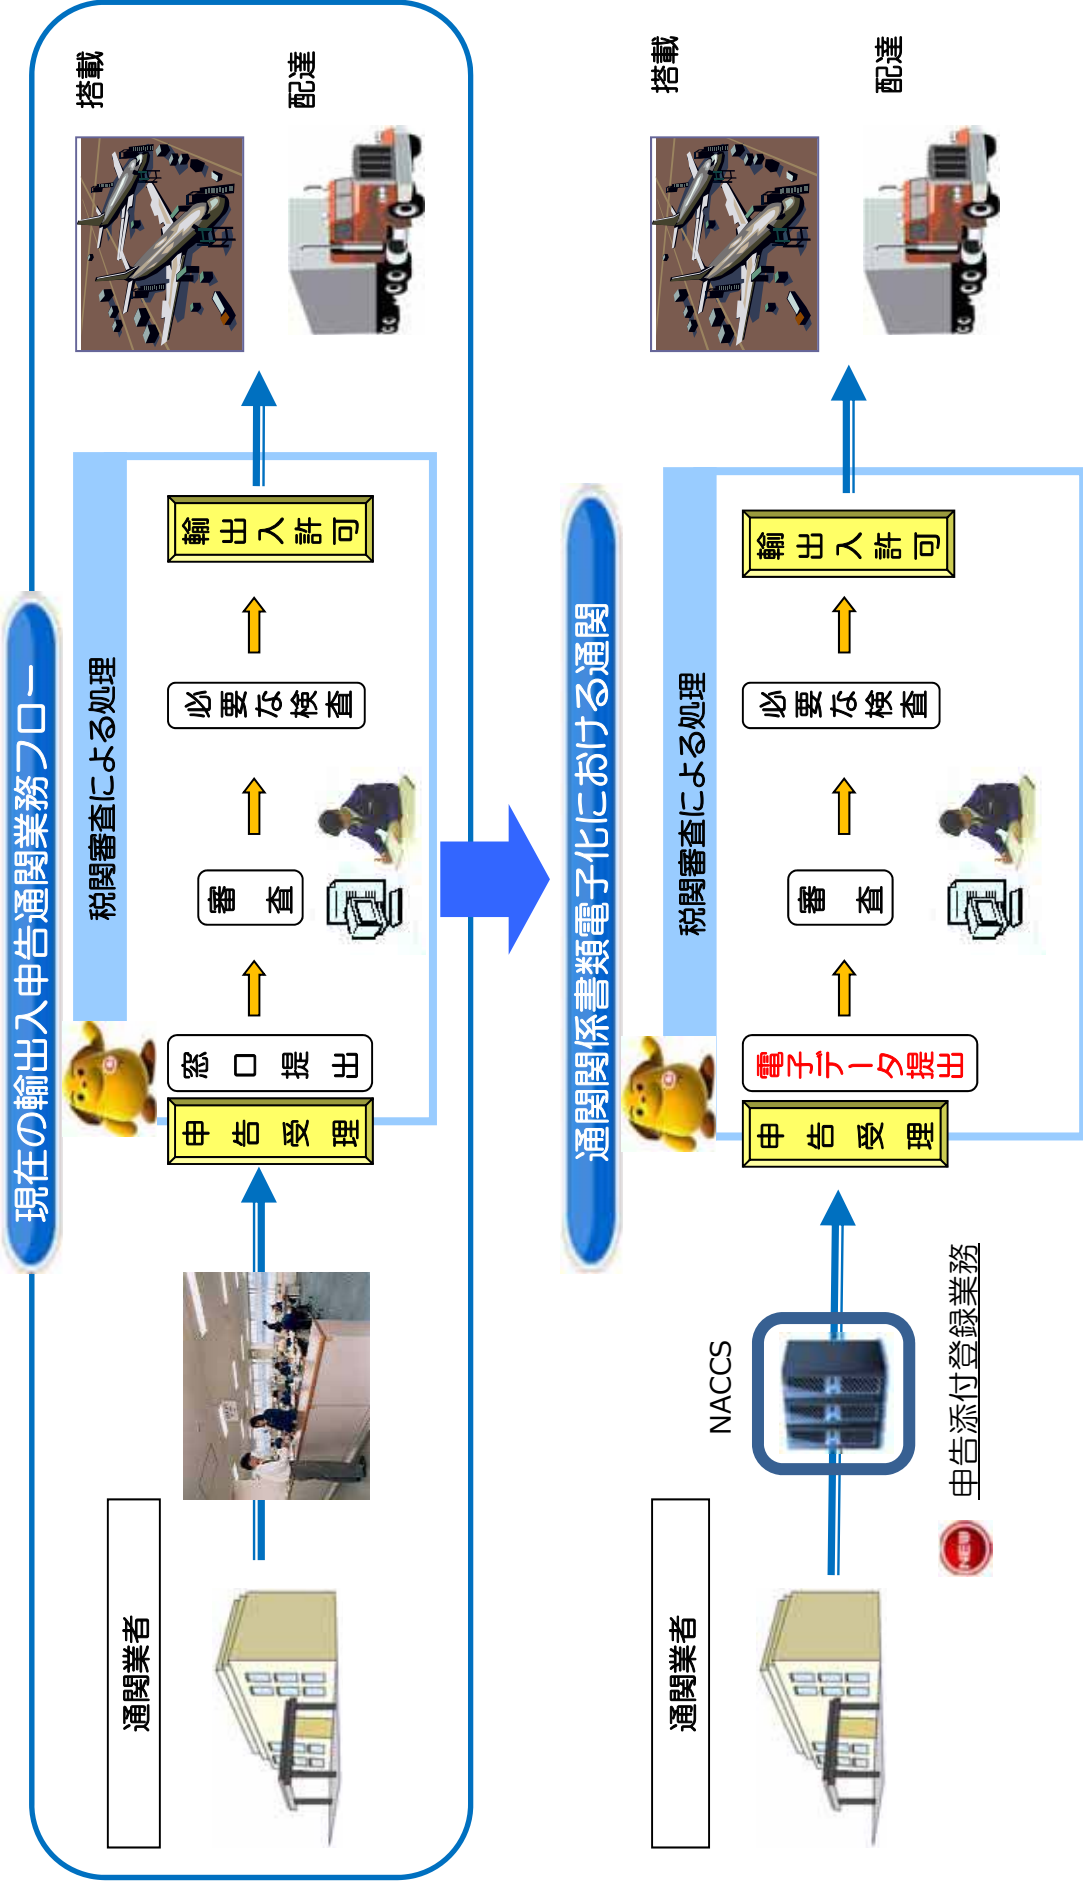 現在の輸出入申告通関業務フロー
通関業者
税関審査による処理
申告受理
窓口提出
審査
必要な検査
輸出入許可
搭載
配達
通関関係書類電子化における通関
通関業者
NACCS
NEW
申告添付登録業務
税関審査による処理
申告受理
電子データ提出
審査
必要な検査
輸出入許可
搭載
配達